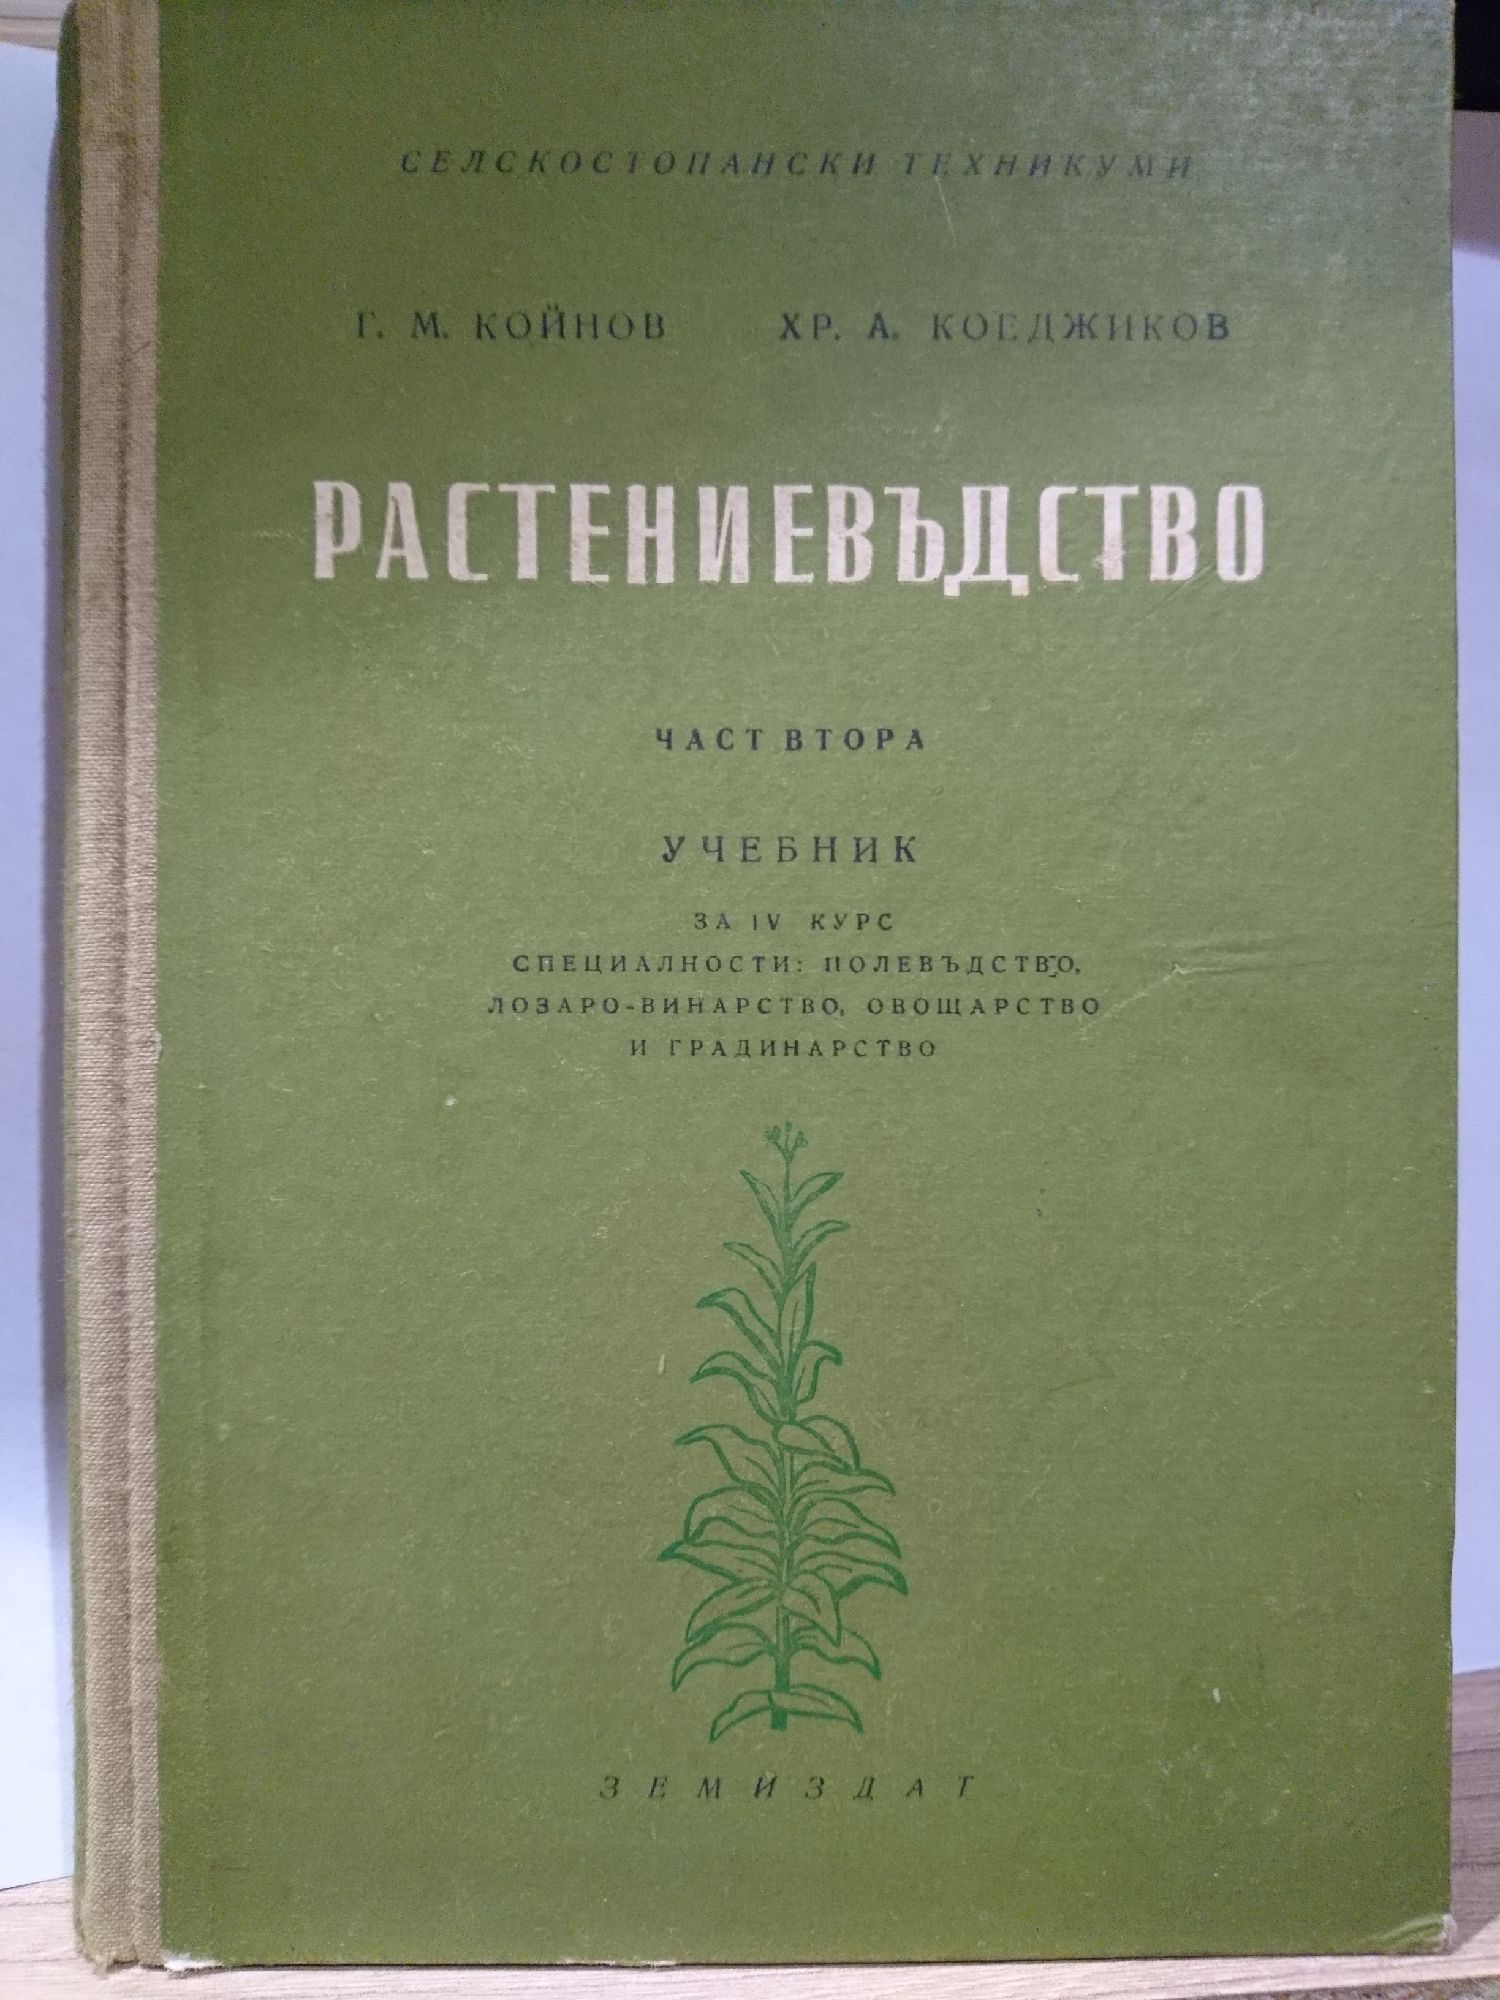 СЕЛСКОСТОПАНСКИ ТЕХНИКУМИ
Г. М. КОЙНОВ ХР. А. КОЕДЖИКОВ
РАСТЕНИЕВЪДСТВО
ЧАСТ ВТОРА
УЧЕБНИК
ЗА IV КУРС
СПЕЦИАЛНОСТИ: ПОЛЕВЪДСТВО,
ЛОЗАРО-ВИНАРСТВО, ОВОЩАРСТВО
И ГРАДИНАРСТВО
ЗЕМИЗДАТ